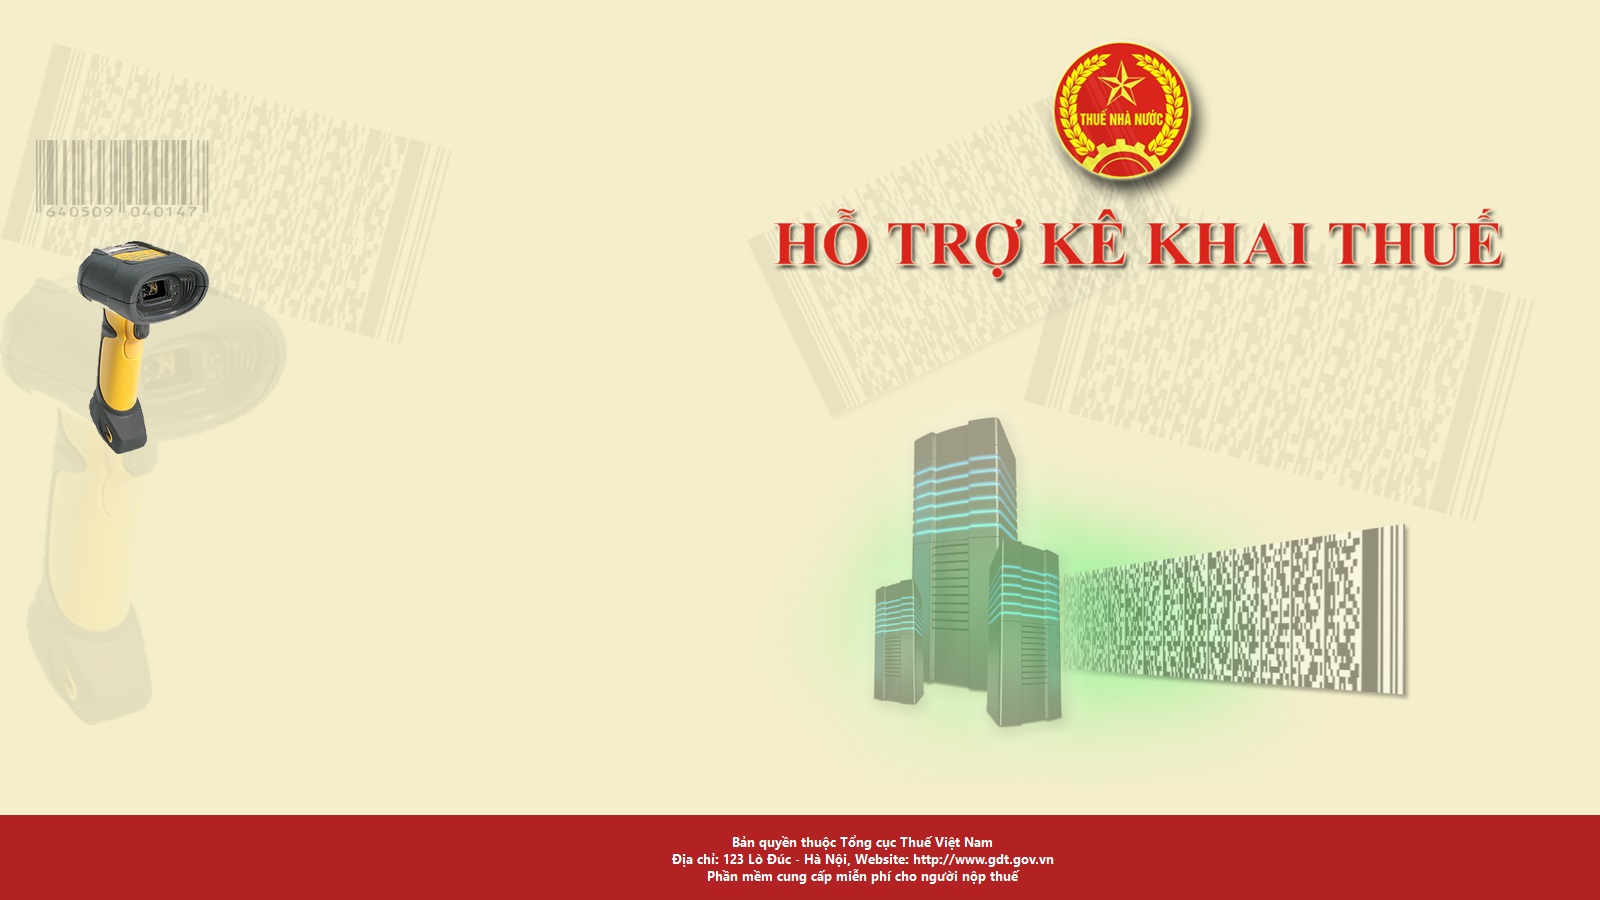 THUẾ NHÀ NƯỚC
640509 040147
HỖ TRỢ KÊ KHAI THUẾ
Bản quyền thuộc Tổng cục Thuế Việt Nam
Địa chỉ: 123 Lò Đúc - Hà Nội, Website: http://www.gdt.gov.vn
Phần mềm cung cấp miễn phí cho người nộp thuế